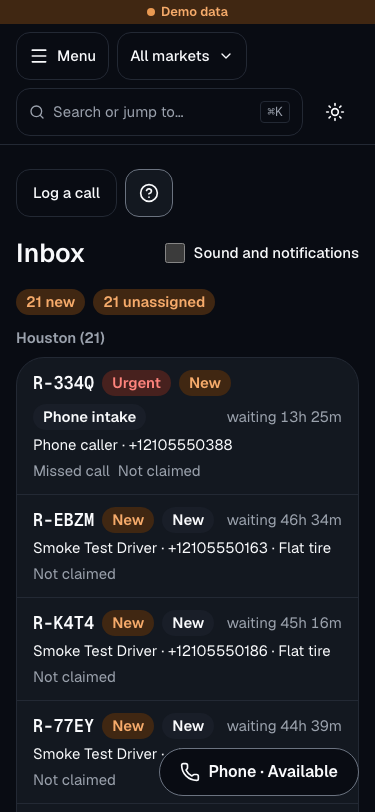 Demo data
Menu
All markets
Search or jump to...
⌘K
Log a call
Inbox
Sound and notifications
21 new
21 unassigned
Houston (21)
R-334Q Urgent New
Phone intake waiting 13h 25m
Phone caller · +12105550388
Missed call Not claimed
R-EBZM New New waiting 46h 34m
Smoke Test Driver · +12105550163 · Flat tire
Not claimed
R-K4T4 New New waiting 45h 16m
Smoke Test Driver · +12105550186 · Flat tire
Not claimed
R-77EY New New waiting 44h 39m
Smoke Test Driver ·
Not claimed
Phone · Available